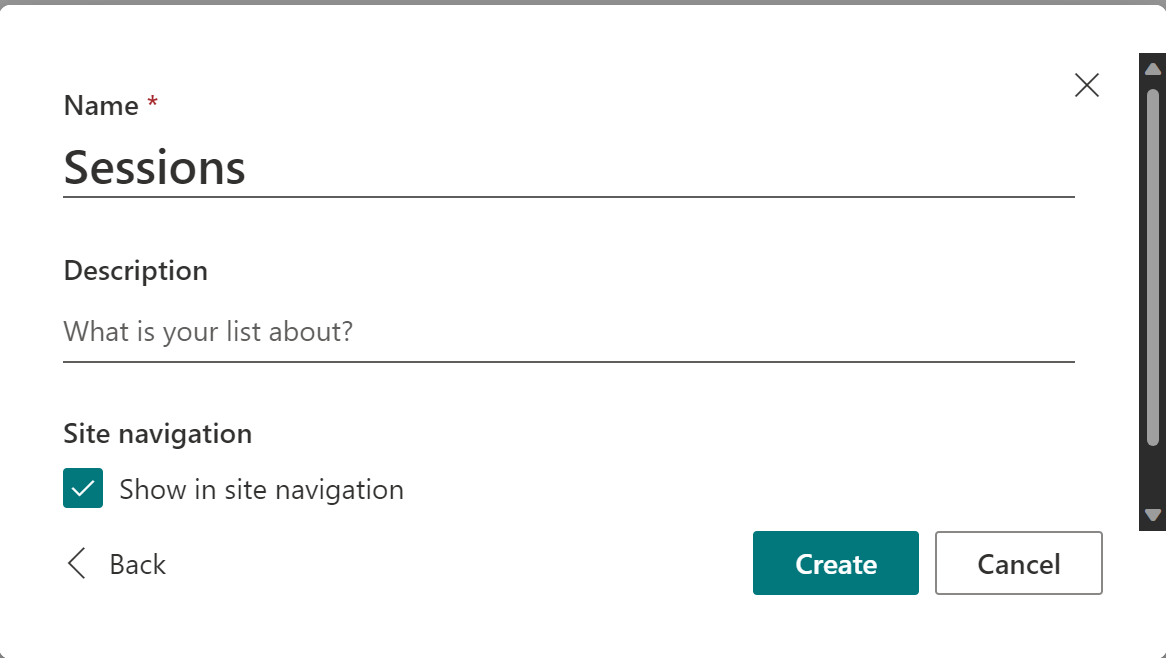 Name *
Sessions
Description
What is your list about?
Site navigation
Show in site navigation
Back
Create
Cancel